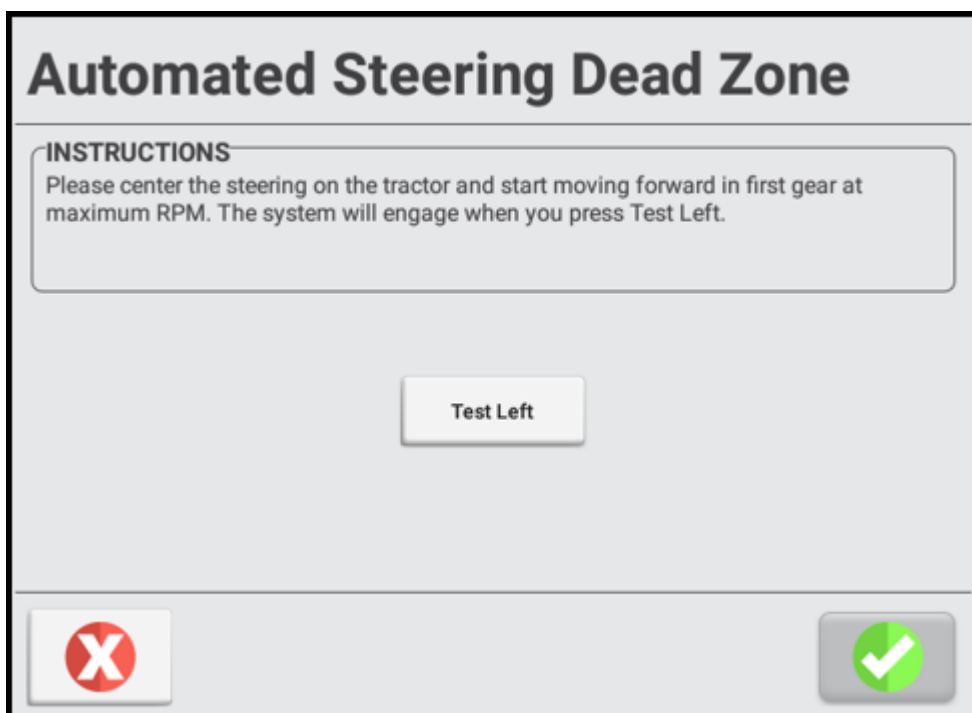 Automated Steering Dead Zone
INSTRUCTIONS
Please center the steering on the tractor and start moving forward in first gear at
maximum RPM. The system will engage when you press Test Left.
Test Left